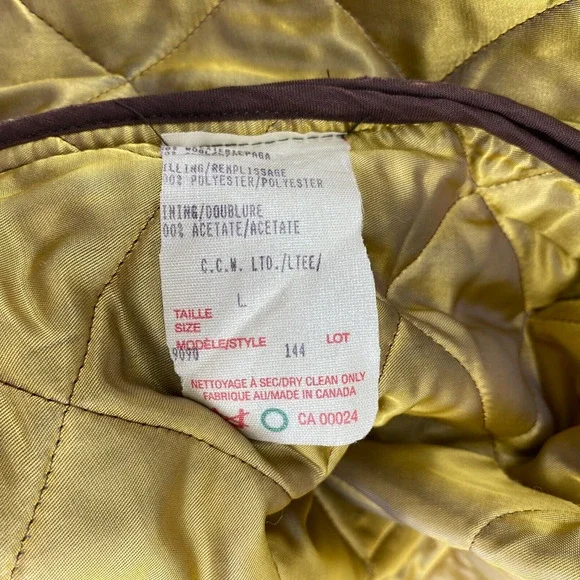 ILLING/REMPLISSAGE
00% POLYESTER/POLYESTER
INING/DOUBLURE
00% ACETATE/ACETATE
C.C.W. LTD./LTEE/
L
TAILLE
SIZE
MODÈLE/STYLE LOT
9090 144
NETTOYAGE À SEC/DRY CLEAN ONLY
FABRIQUE AU/MADE IN CANADA
CA 00024